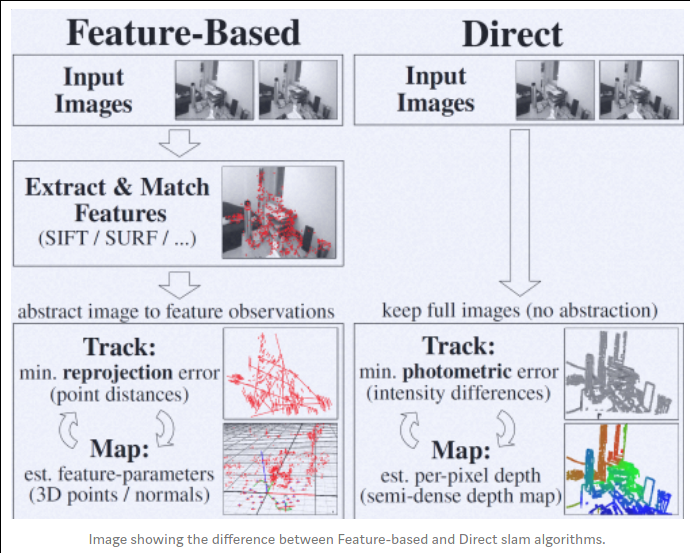 Feature-Based
Input
Images
Extract & Match
Features
(SIFT / SURF / ...)
abstract image to feature observations
Track:
min. reprojection error
(point distances)
Map:
est. feature-parameters
(3D points / normals)
Direct
Input
Images
keep full images (no abstraction)
Track:
min. photometric error
(intensity differences)
Map:
est. per-pixel depth
(semi-dense depth map)
Image showing the difference between Feature-based and Direct slam algorithms.